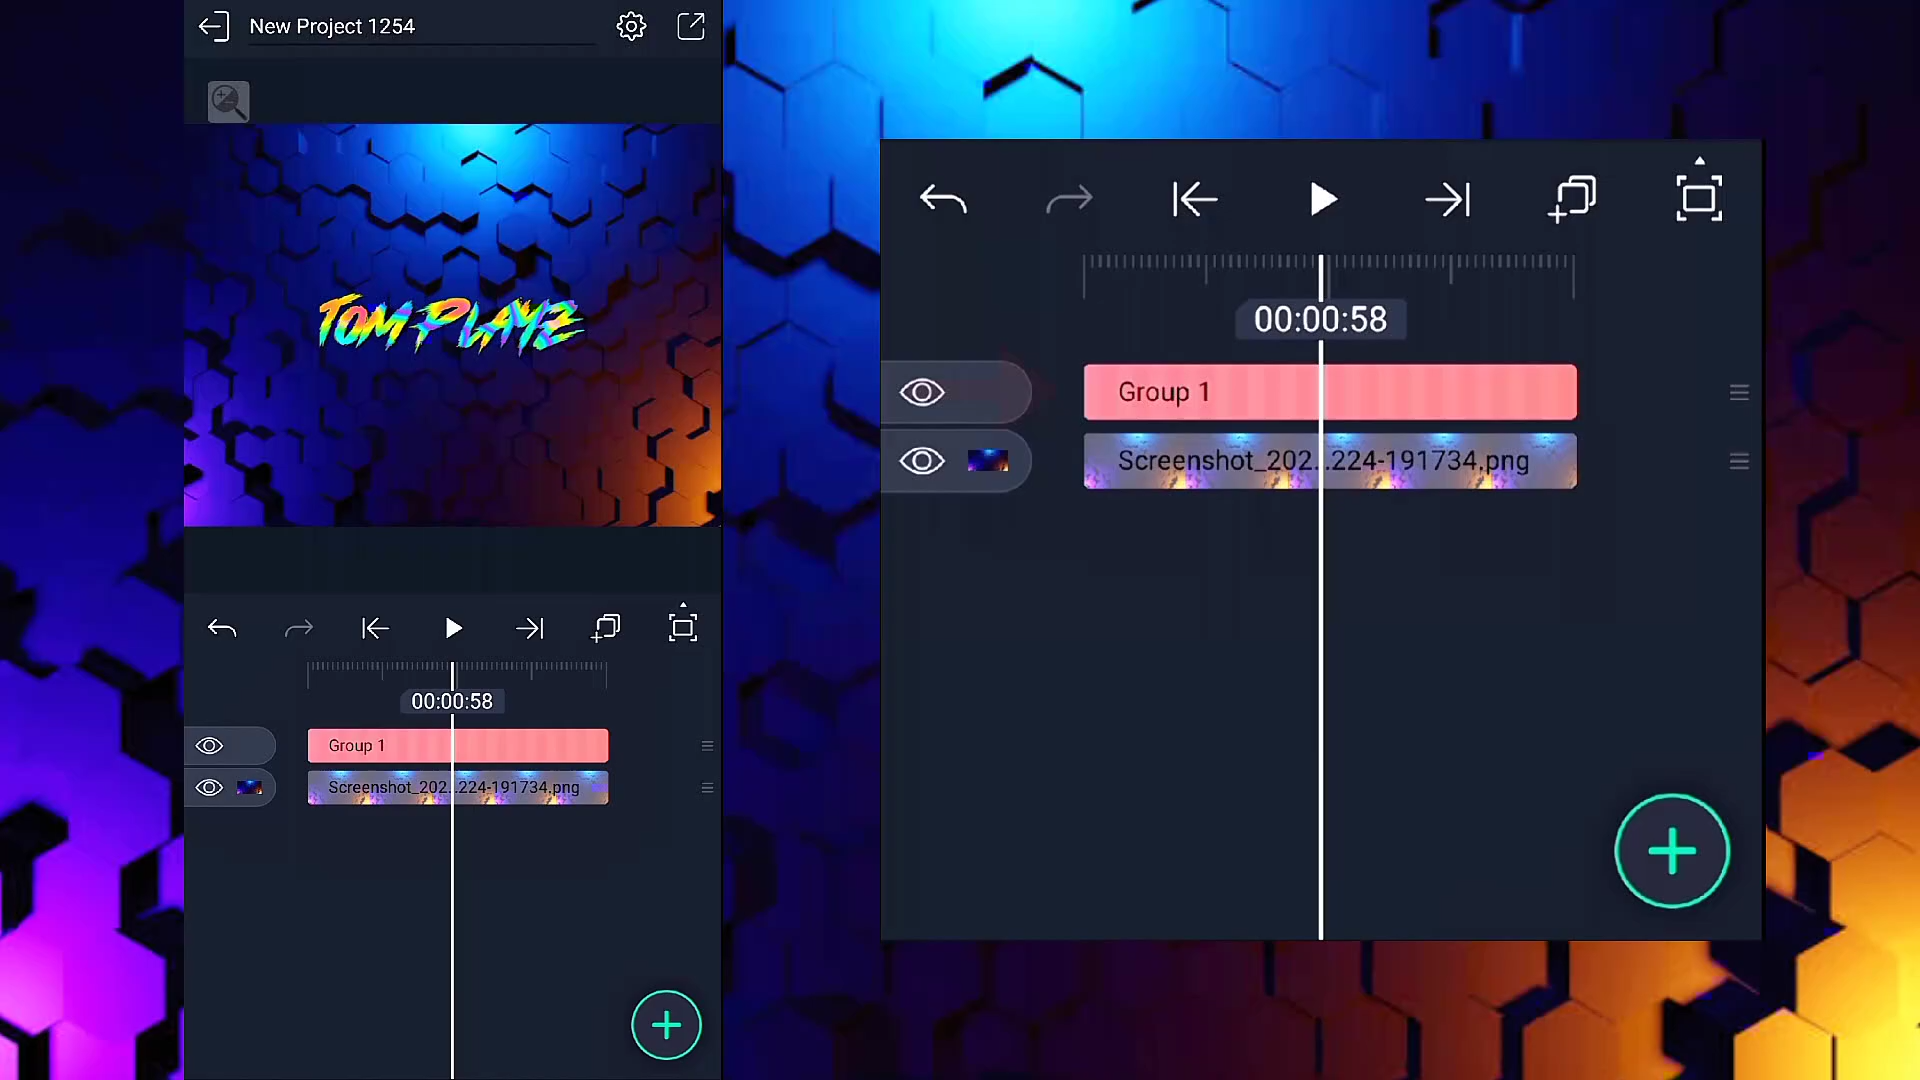 New Project 1254
TOM PLAYZ
00:00:58
Group 1
Screenshot_202...224-191734.png
00:00:58
Group 1
Screenshot_202...224-191734.png